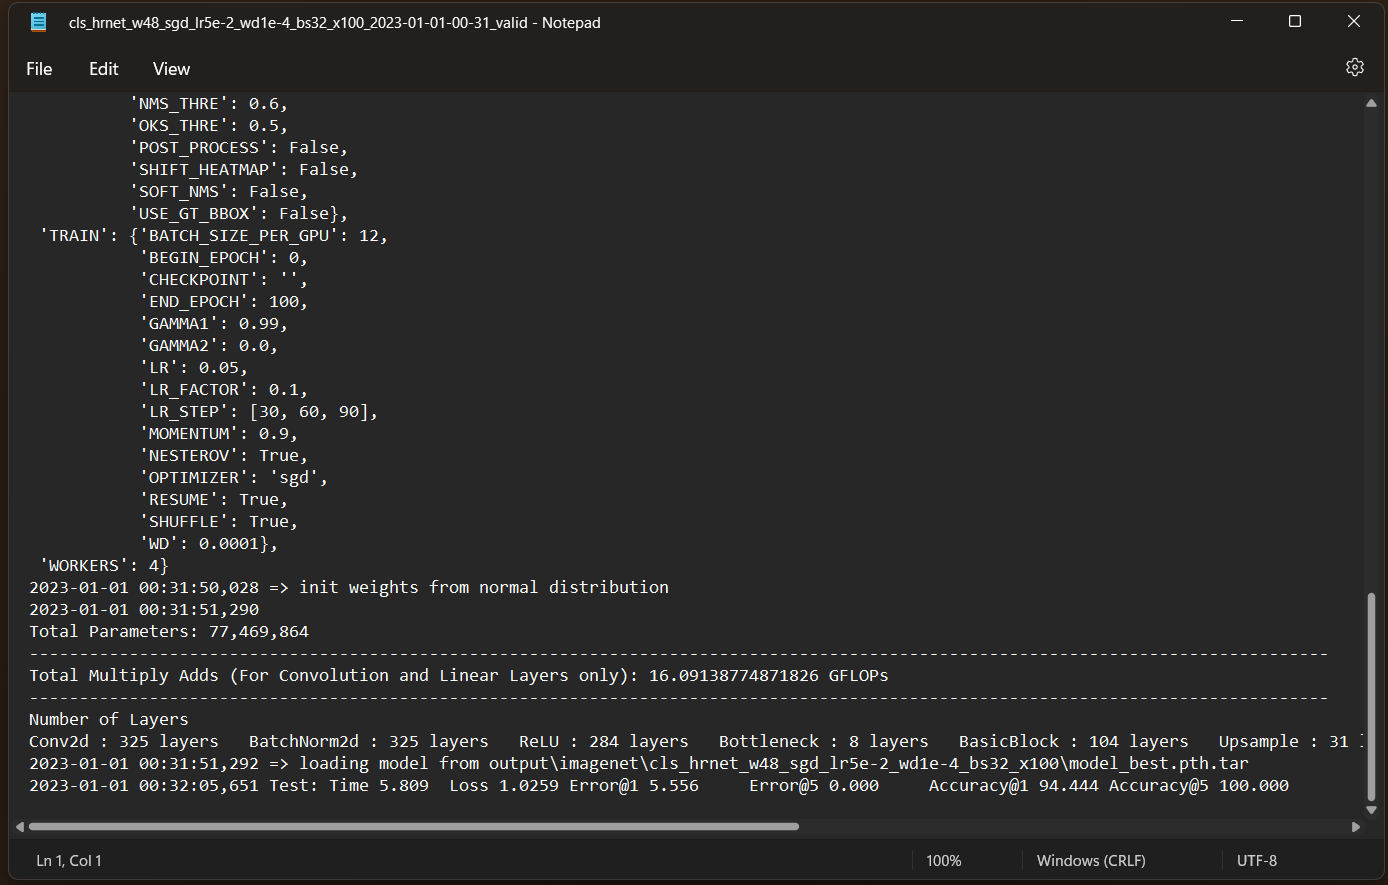 cls_hrnet_w48_sgd_lr5e-2_wd1e-4_bs32_x100_2023-01-01-00-31_valid - Notepad
File Edit View
'NMS_THRE': 0.6,
'OKS_THRE': 0.5,
'POST_PROCESS': False,
'SHIFT_HEATMAP': False,
'SOFT_NMS': False,
'USE_GT_BBOX': False},
'TRAIN': {'BATCH_SIZE_PER_GPU': 12,
'BEGIN_EPOCH': 0,
'CHECKPOINT': '',
'END_EPOCH': 100,
'GAMMA1': 0.99,
'GAMMA2': 0.0,
'LR': 0.05,
'LR_FACTOR': 0.1,
'LR_STEP': [30, 60, 90],
'MOMENTUM': 0.9,
'NESTEROV': True,
'OPTIMIZER': 'sgd',
'RESUME': True,
'SHUFFLE': True,
'WD': 0.0001},
'WORKERS': 4}
2023-01-01 00:31:50,028 => init weights from normal distribution
2023-01-01 00:31:51,290
Total Parameters: 77,469,864
----------------------------------------------------------------------------------------------------------------------------------
Total Multiply Adds (For Convolution and Linear Layers only): 16.09138774871826 GFLOPs
----------------------------------------------------------------------------------------------------------------------------------
Number of Layers
Conv2d : 325 layers   BatchNorm2d : 325 layers   ReLU : 284 layers   Bottleneck : 8 layers   BasicBlock : 104 layers   Upsample : 31
2023-01-01 00:31:51,292 => loading model from output\imagenet\cls_hrnet_w48_sgd_lr5e-2_wd1e-4_bs32_x100\model_best.pth.tar
2023-01-01 00:32:05,651 Test: Time 5.809  Loss 1.0259 Error@1 5.556     Error@5 0.000     Accuracy@1 94.444 Accuracy@5 100.000
Ln 1, Col 1 100% Windows (CRLF) UTF-8